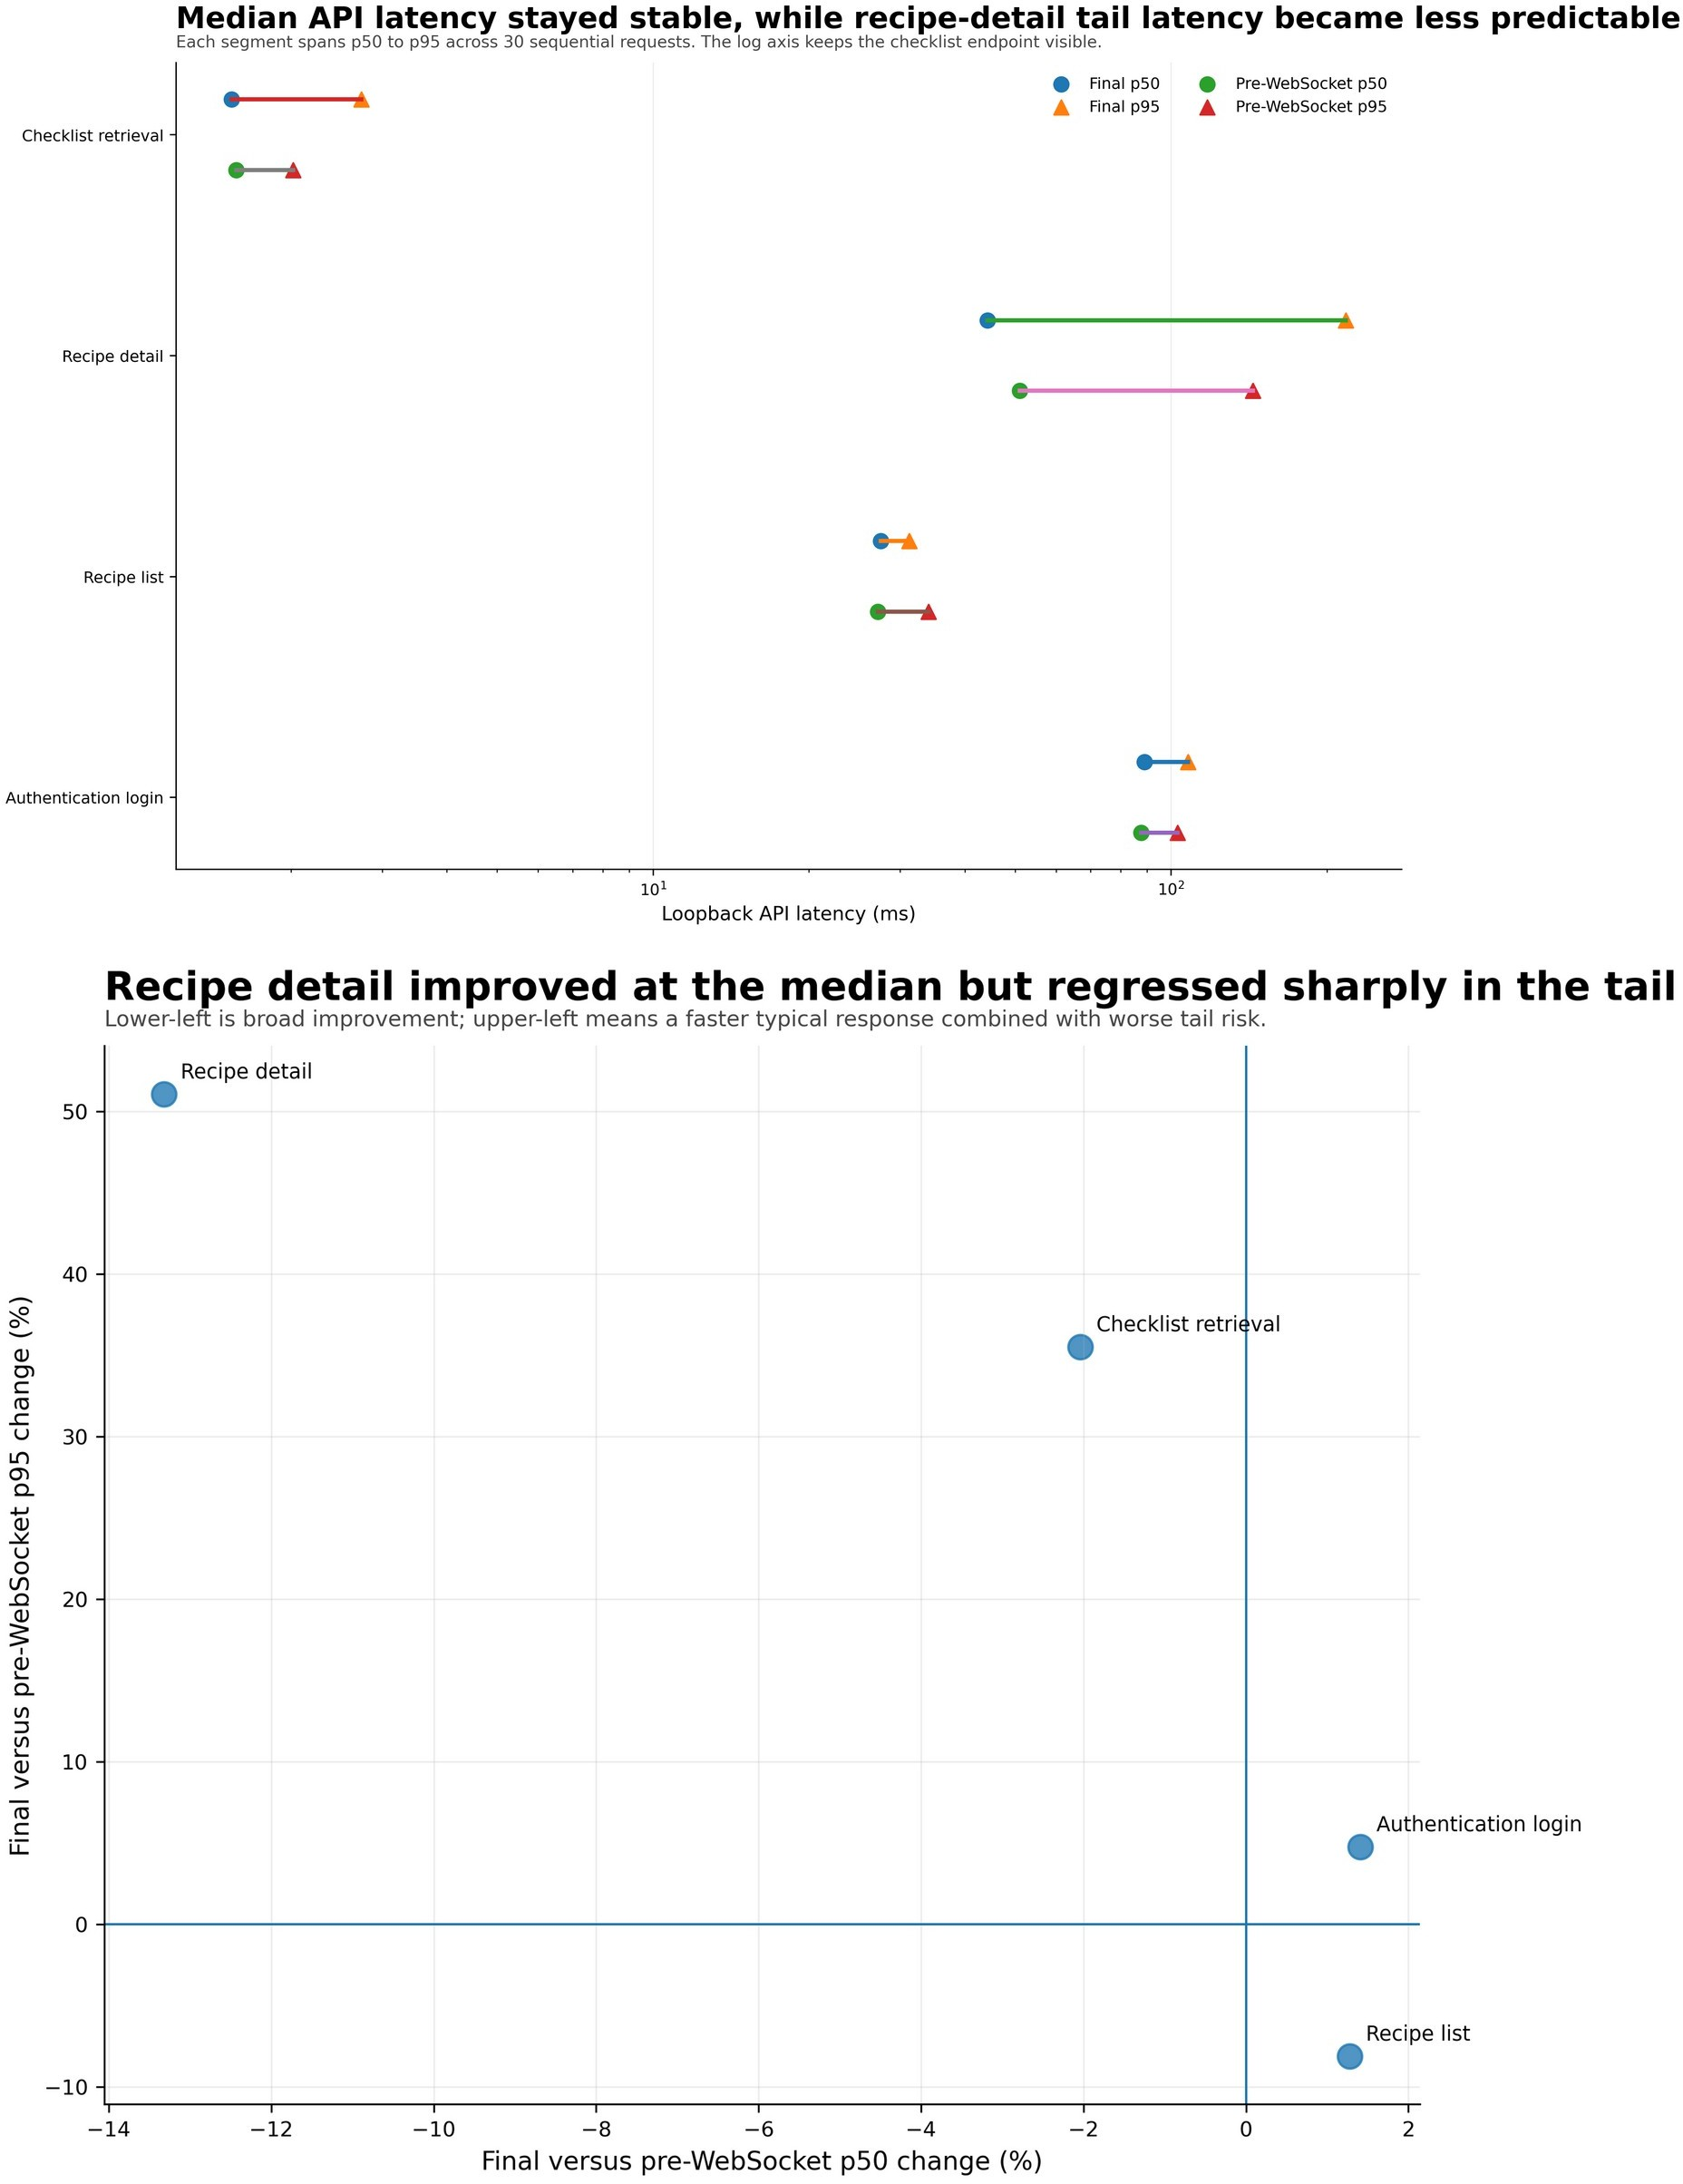 Median API latency stayed stable, while recipe-detail tail latency became less predictable
Each segment spans p50 to p95 across 30 sequential requests. The log axis keeps the checklist endpoint visible.
Final p50
Final p95
Pre-WebSocket p50
Pre-WebSocket p95
Checklist retrieval
Recipe detail
Recipe list
Authentication login
10¹
10²
Loopback API latency (ms)
Recipe detail improved at the median but regressed sharply in the tail
Lower-left is broad improvement; upper-left means a faster typical response combined with worse tail risk.
Final versus pre-WebSocket p95 change (%)
50
40
30
20
10
0
−10
Recipe detail
Checklist retrieval
Authentication login
Recipe list
−14
−12
−10
−8
−6
−4
−2
0
2
Final versus pre-WebSocket p50 change (%)